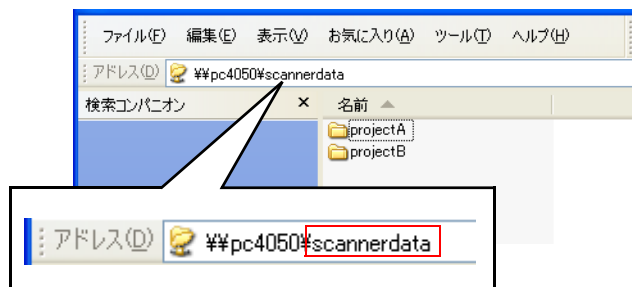 ファイル(F) 編集(E) 表示(V) お気に入り(A) ツール(T) ヘルプ(H)
アドレス(D) ¥¥pc4050¥scannerdata
検索コンパニオン × 名前
projectA
projectB
アドレス(D) ¥¥pc4050¥scannerdata